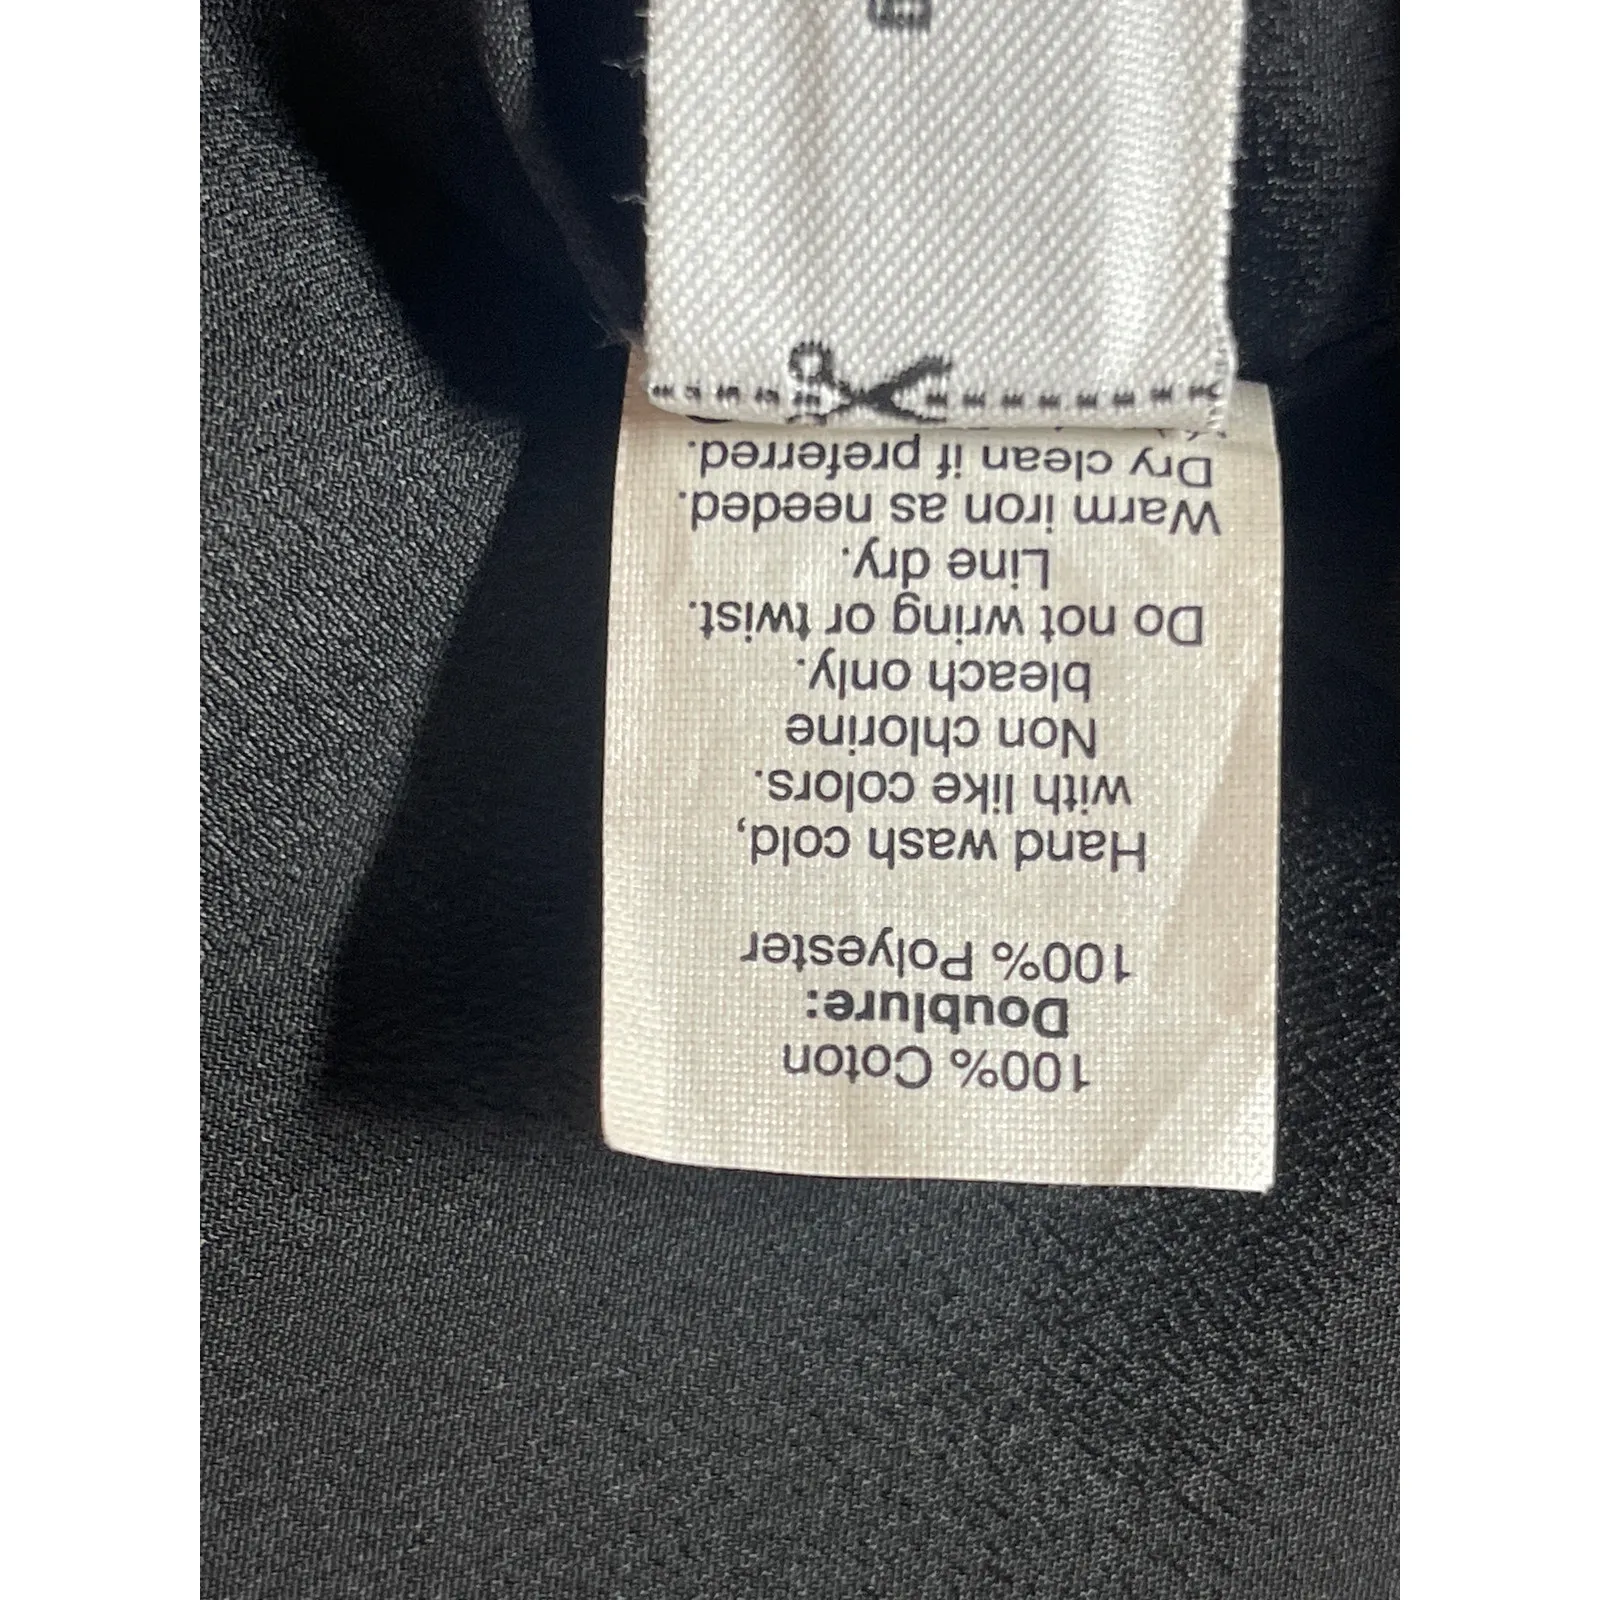 100% Coton
Doublure:
100% Polyester
Hand wash cold,
with like colors.
Non chlorine
bleach only.
Do not wring or twist.
Line dry.
Warm iron as needed.
Dry clean if preferred.